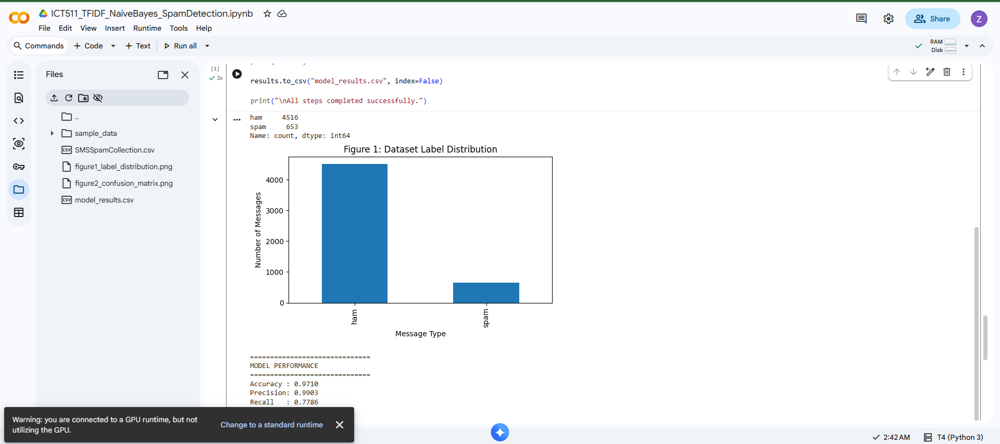 ICT511_TFIDF_NaiveBayes_SpamDetection.ipynb
File Edit View Insert Runtime Tools Help
Share
Z
Commands + Code + Text Run all
RAM
Disk
Files
..
sample_data
SMSSpamCollection.csv
figure1_label_distribution.png
figure2_confusion_matrix.png
model_results.csv
[1]
2s
results.to_csv("model_results.csv", index=False)
print("\nAll steps completed successfully.")
ham 4516
spam 653
Name: count, dtype: int64
Figure 1: Dataset Label Distribution
Number of Messages
4000
3000
2000
1000
0
ham
spam
Message Type
==============================
MODEL PERFORMANCE
==============================
Accuracy : 0.9710
Precision: 0.9903
Recall : 0.7786
Warning: you are connected to a GPU runtime, but not
utilizing the GPU.
Change to a standard runtime
2:42 AM
T4 (Python 3)